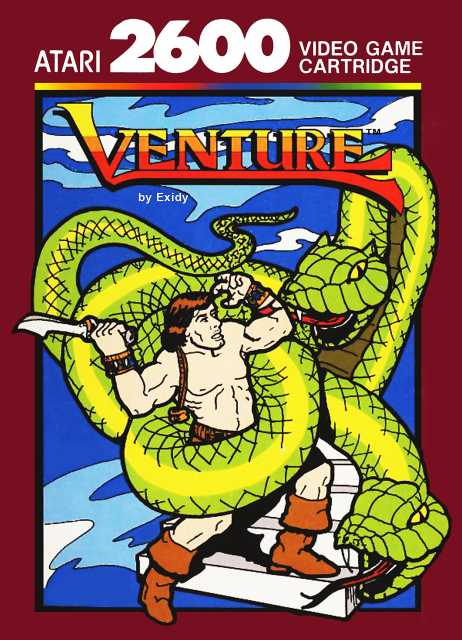 ATARI 2600 VIDEO GAME
CARTRIDGE
VENTURE™
by Exidy